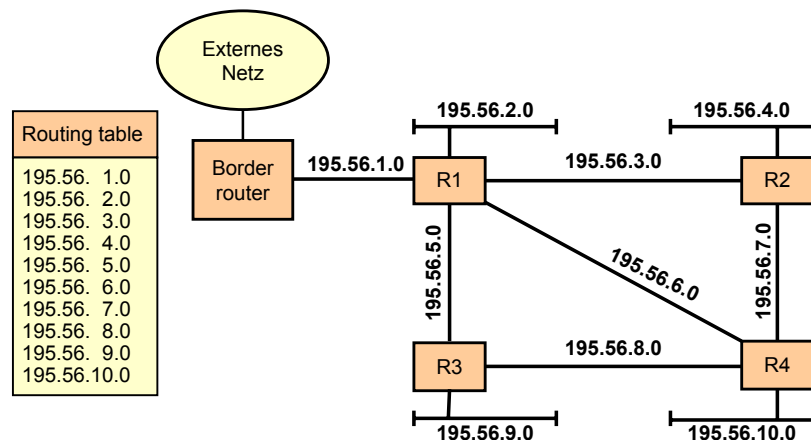 Externes
Netz
Routing table
195.56.  1.0
195.56.  2.0
195.56.  3.0
195.56.  4.0
195.56.  5.0
195.56.  6.0
195.56.  7.0
195.56.  8.0
195.56.  9.0
195.56.10.0
Border
router
195.56.1.0
195.56.2.0
195.56.4.0
R1
195.56.3.0
R2
195.56.5.0
195.56.6.0
195.56.7.0
R3
195.56.8.0
R4
195.56.9.0
195.56.10.0